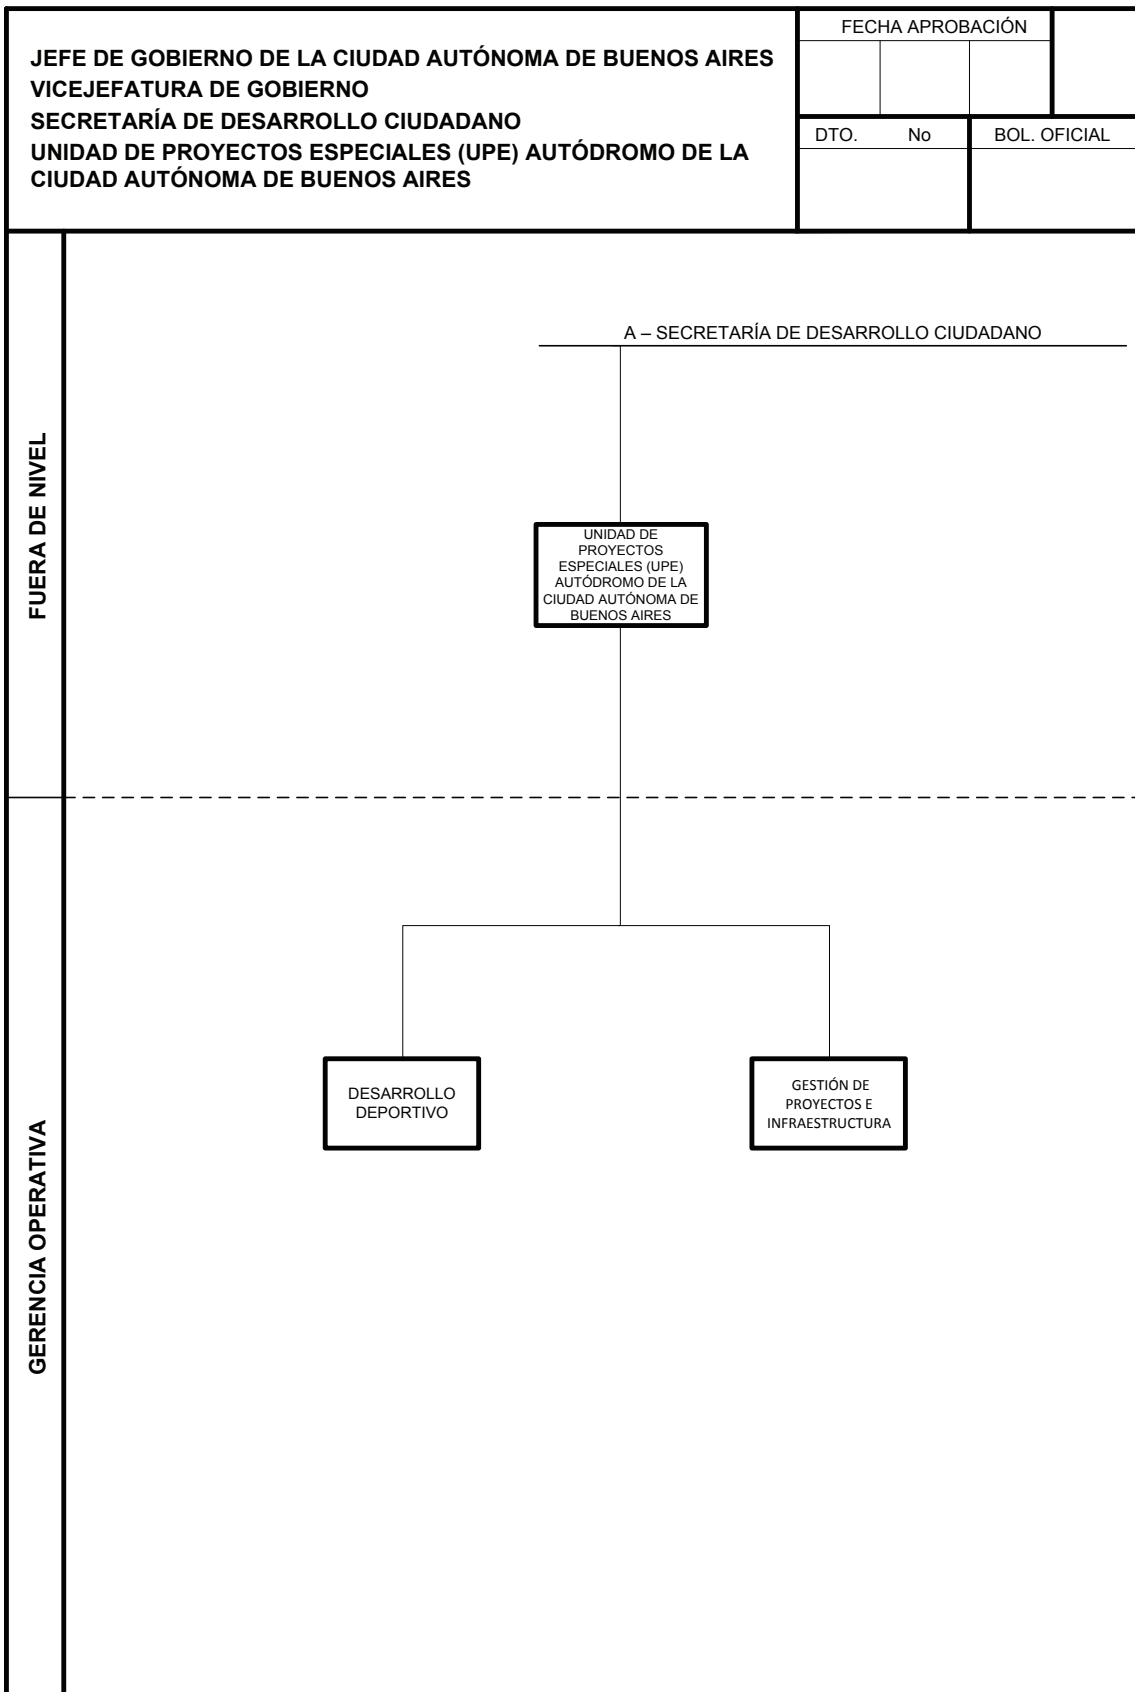 JEFE DE GOBIERNO DE LA CIUDAD AUTÓNOMA DE BUENOS AIRES
VICEJEFATURA DE GOBIERNO
SECRETARÍA DE DESARROLLO CIUDADANO
UNIDAD DE PROYECTOS ESPECIALES (UPE) AUTÓDROMO DE LA
CIUDAD AUTÓNOMA DE BUENOS AIRES
FECHA APROBACIÓN
DTO. No
BOL. OFICIAL
FUERA DE NIVEL
A – SECRETARÍA DE DESARROLLO CIUDADANO
UNIDAD DE
PROYECTOS
ESPECIALES (UPE)
AUTÓDROMO DE LA
CIUDAD AUTÓNOMA DE
BUENOS AIRES
GERENCIA OPERATIVA
DESARROLLO
DEPORTIVO
GESTIÓN DE
PROYECTOS E
INFRAESTRUCTURA